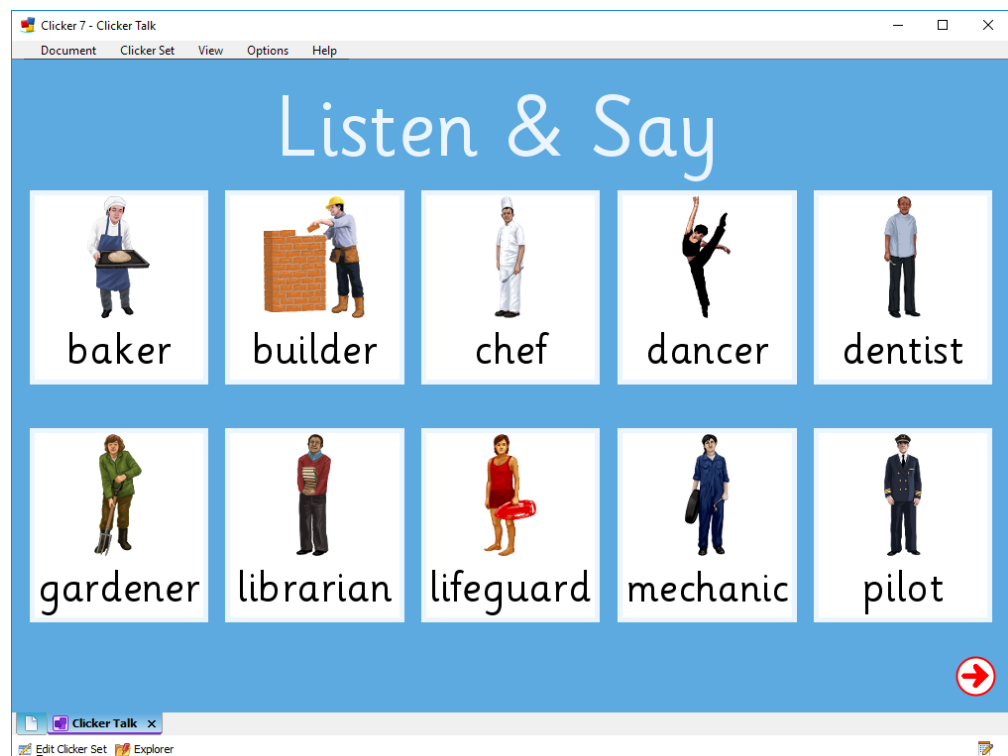 Clicker 7 - Clicker Talk
Document Clicker Set View Options Help
Listen & Say
baker builder chef dancer dentist
gardener librarian lifeguard mechanic pilot
Clicker Talk
Edit Clicker Set Explorer